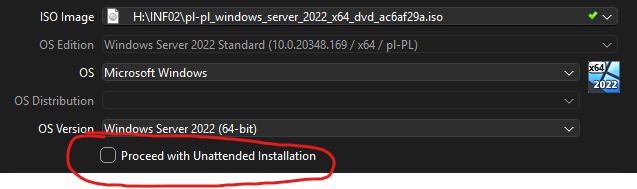 ISO Image H:\INF02\pl-pl_windows_server_2022_x64_dvd_ac6af29a.iso
OS Edition Windows Server 2022 Standard (10.0.20348.169 / x64 / pl-PL)
OS Microsoft Windows
x64
2022
OS Distribution
OS Version Windows Server 2022 (64-bit)
Proceed with Unattended Installation